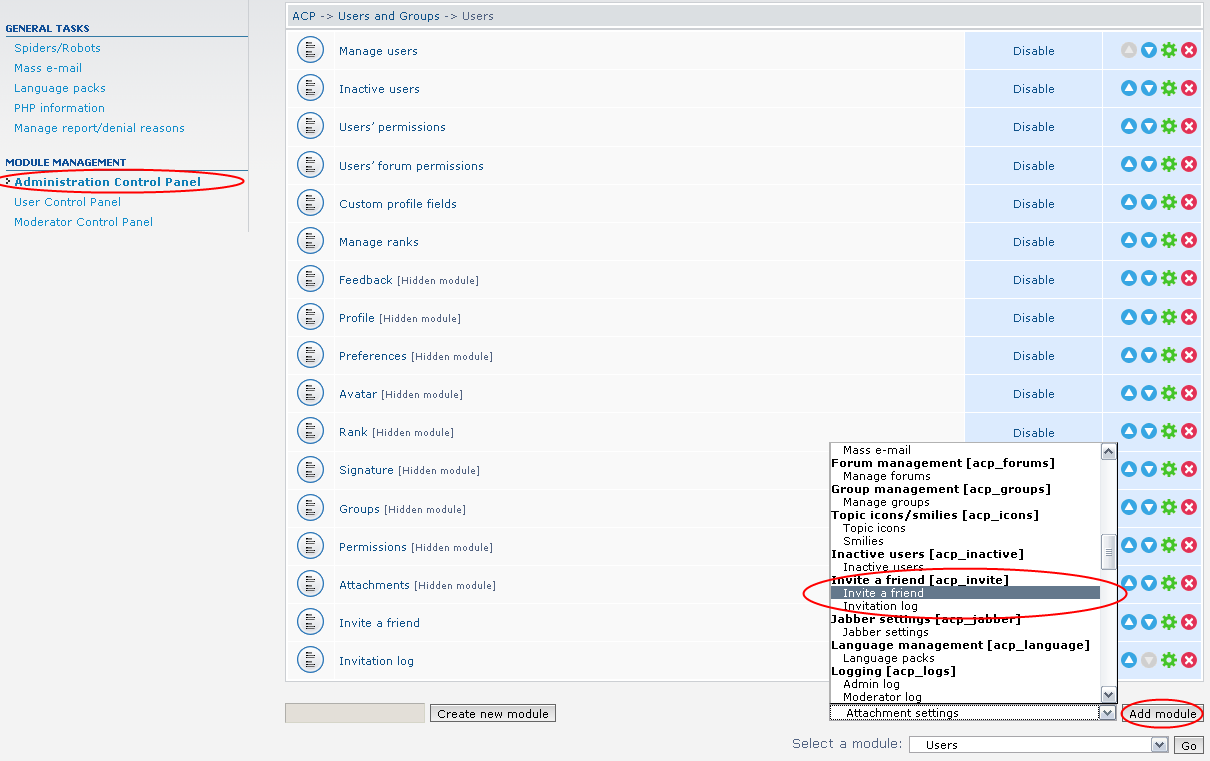 GENERAL TASKS
Spiders/Robots
Mass e-mail
Language packs
PHP information
Manage report/denial reasons
MODULE MANAGEMENT
Administration Control Panel
User Control Panel
Moderator Control Panel
ACP -> Users and Groups -> Users
Manage users Disable
Inactive users Disable
Users’ permissions Disable
Users’ forum permissions Disable
Custom profile fields Disable
Manage ranks Disable
Feedback [Hidden module] Disable
Profile [Hidden module] Disable
Preferences [Hidden module] Disable
Avatar [Hidden module] Disable
Rank [Hidden module] Disable
Signature [Hidden module]
Groups [Hidden module]
Permissions [Hidden module]
Attachments [Hidden module]
Invite a friend
Invitation log
Mass e-mail
Forum management [acp_forums]
Manage forums
Group management [acp_groups]
Manage groups
Topic icons/smilies [acp_icons]
Topic icons
Smilies
Inactive users [acp_inactive]
Inactive users
Invite a friend [acp_invite]
Invite a friend
Invitation log
Jabber settings [acp_jabber]
Jabber settings
Language management [acp_language]
Language packs
Logging [acp_logs]
Admin log
Moderator log
Create new module Attachment settings Add module
Select a module: Users Go